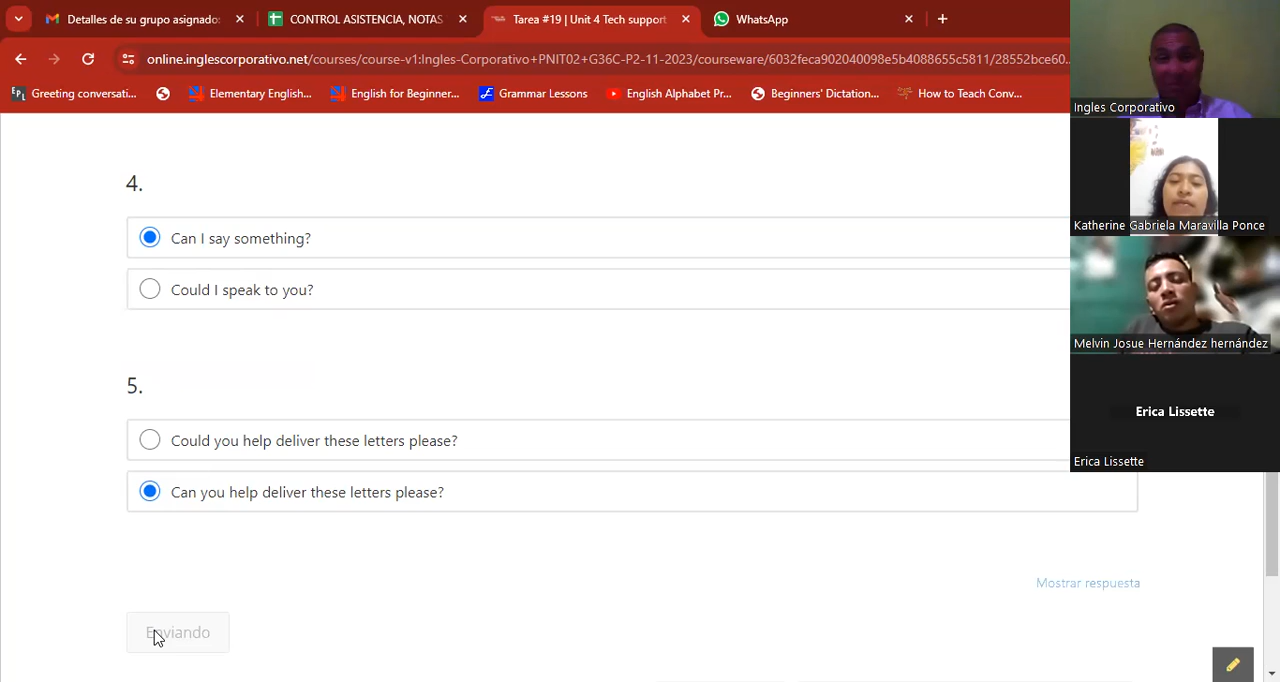 Detalles de su grupo asignado:
CONTROL ASISTENCIA, NOTAS
Tarea #19 | Unit 4 Tech support
WhatsApp
online.inglescorporativo.net/courses/course-v1:Ingles-Corporativo+PNIT02+G36C-P2-11-2023/courseware/6032feca902040098e5b4088655c5811/28552bce60...
Greeting conversati...
Elementary English...
English for Beginner...
Grammar Lessons
English Alphabet Pr...
Beginners' Dictation...
How to Teach Conv...
Ingles Corporativo
Katherine Gabriela Maravilla Ponce
Melvin Josue Hernández hernández
Erica Lissette
Erica Lissette
4.
Can I say something?
Could I speak to you?
5.
Could you help deliver these letters please?
Can you help deliver these letters please?
Mostrar respuesta
Enviando